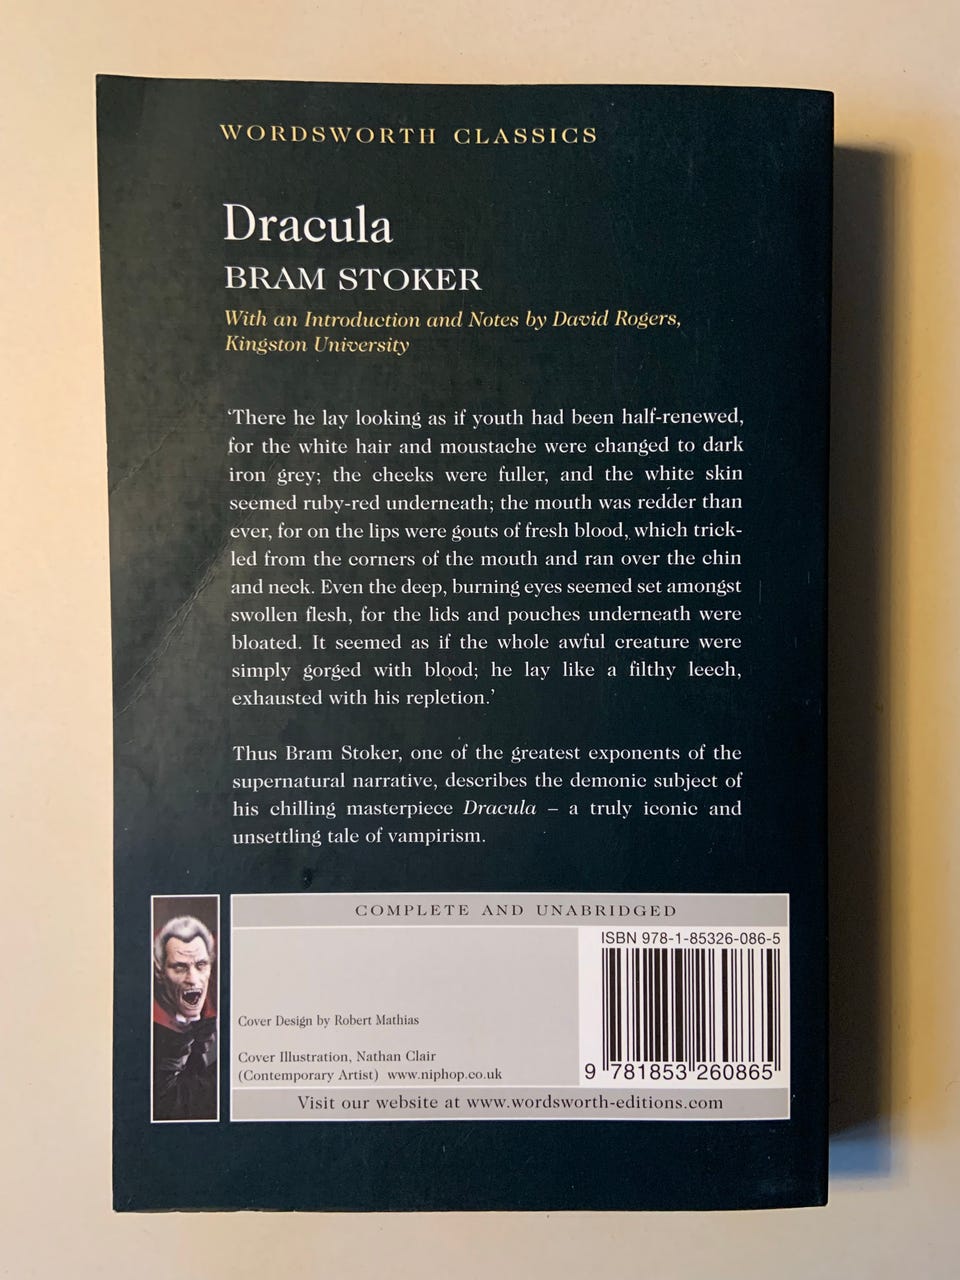 WORDSWORTH CLASSICS
Dracula
BRAM STOKER
With an Introduction and Notes by David Rogers,
Kingston University
‘There he lay looking as if youth had been half-renewed,
for the white hair and moustache were changed to dark
iron grey; the cheeks were fuller, and the white skin
seemed ruby-red underneath; the mouth was redder than
ever, for on the lips were gouts of fresh blood, which trick-
led from the corners of the mouth and ran over the chin
and neck. Even the deep, burning eyes seemed set amongst
swollen flesh, for the lids and pouches underneath were
bloated. It seemed as if the whole awful creature were
simply gorged with blood; he lay like a filthy leech,
exhausted with his repletion.’
Thus Bram Stoker, one of the greatest exponents of the
supernatural narrative, describes the demonic subject of
his chilling masterpiece Dracula – a truly iconic and
unsettling tale of vampirism.
COMPLETE AND UNABRIDGED
ISBN 978-1-85326-086-5
Cover Design by Robert Mathias
Cover Illustration, Nathan Clair
(Contemporary Artist) www.niphop.co.uk
9 781853 260865
Visit our website at www.wordsworth-editions.com